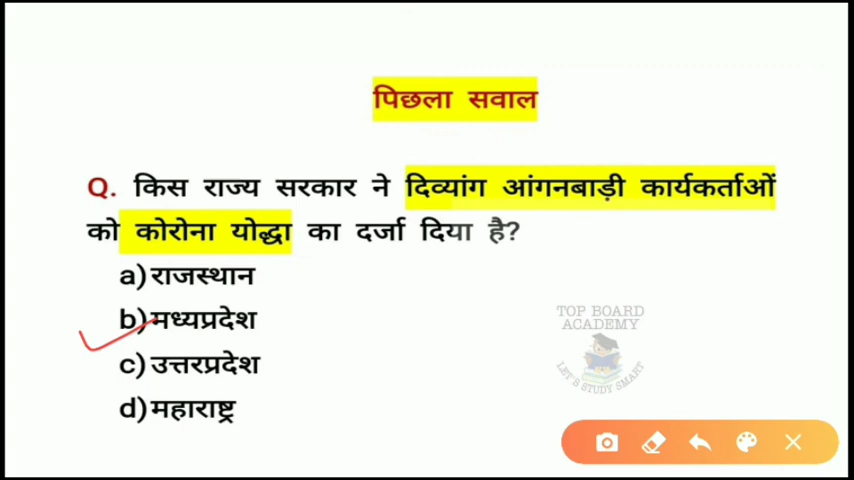 पिछला सवाल
Q. किस राज्य सरकार ने दिव्यांग आंगनबाड़ी कार्यकर्ताओं
को कोरोना योद्धा का दर्जा दिया है?
a) राजस्थान
b) मध्यप्रदेश
c) उत्तरप्रदेश
d) महाराष्ट्र
TOP BOARD
ACADEMY
LET'S STUDY SMART